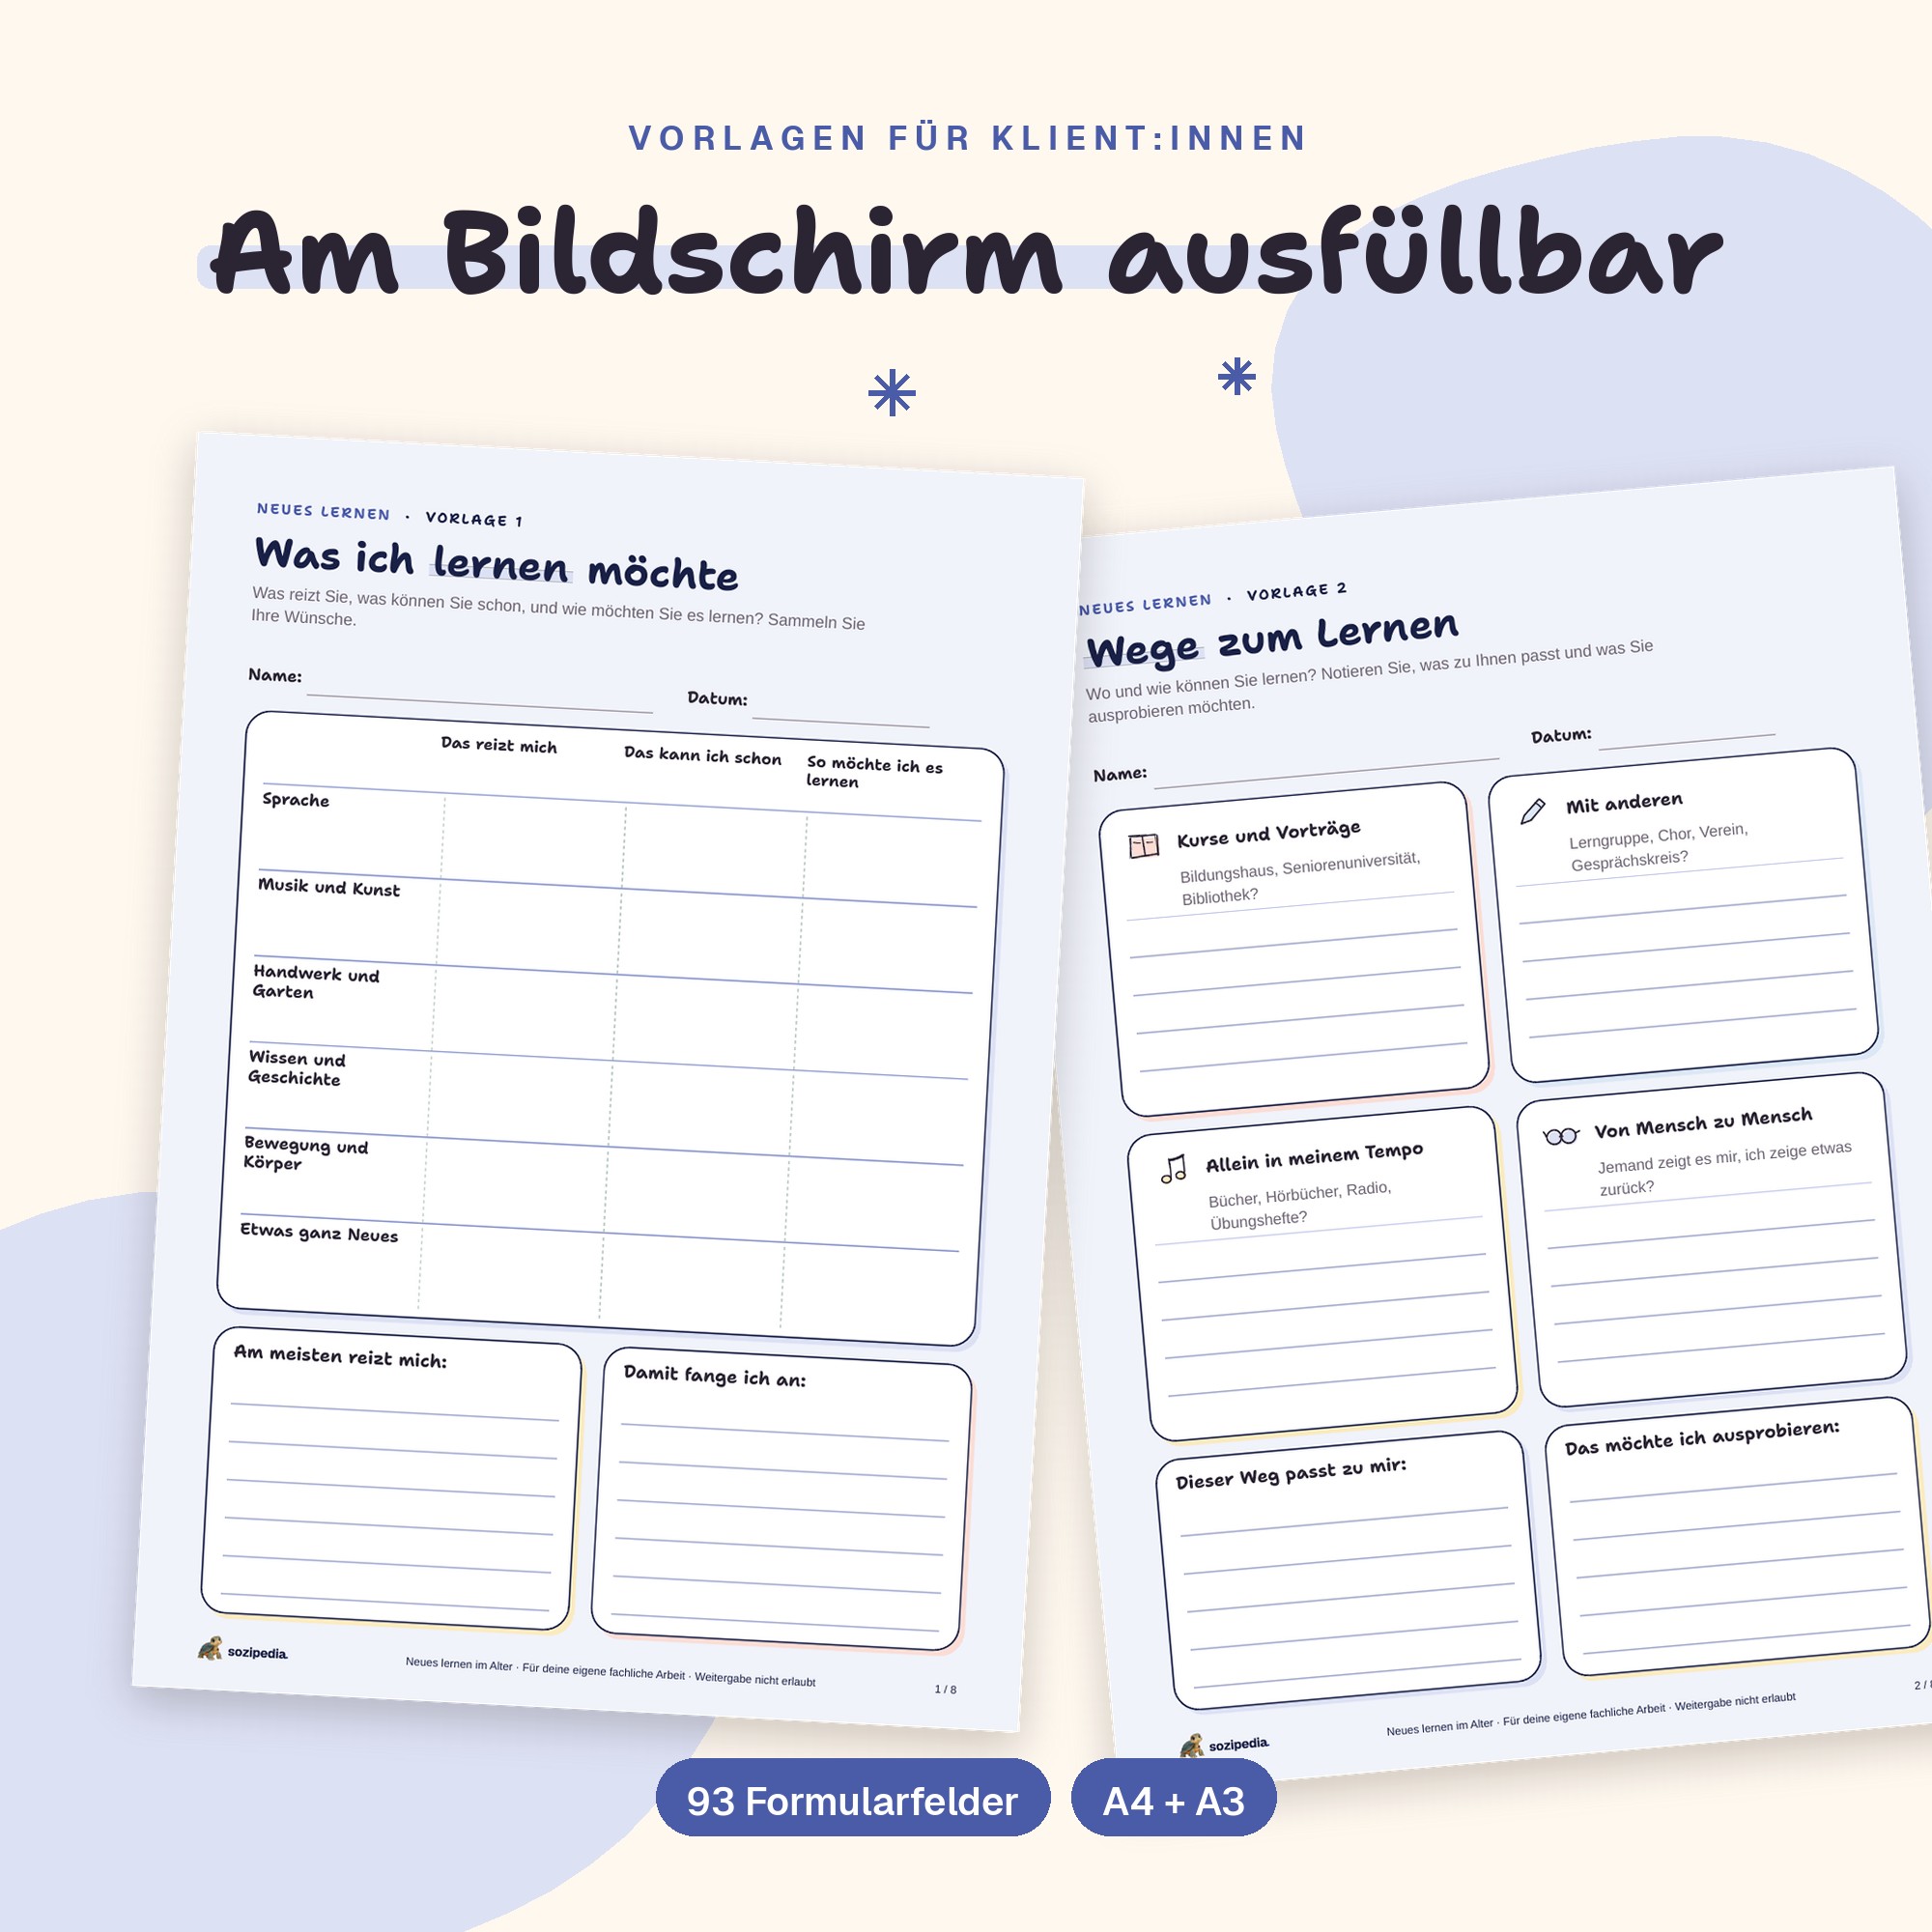 VORLAGEN FÜR KLIENT:INNEN
Am Bildschirm ausfüllbar
NEUES LERNEN · VORLAGE 1
Was ich lernen möchte
Was reizt Sie, was können Sie schon, und wie möchten Sie es lernen? Sammeln Sie
Ihre Wünsche.
Name:
Datum:
Das reizt mich
Das kann ich schon
So möchte ich es
lernen
Sprache
Musik und Kunst
Handwerk und
Garten
Wissen und
Geschichte
Bewegung und
Körper
Etwas ganz Neues
Am meisten reizt mich:
Damit fange ich an:
sozipedia.
Neues lernen im Alter · Für deine eigene fachliche Arbeit · Weitergabe nicht erlaubt
1 / 8
NEUES LERNEN · VORLAGE 2
Wege zum Lernen
Wo und wie können Sie lernen? Notieren Sie, was zu Ihnen passt und was Sie
ausprobieren möchten.
Name:
Datum:
Kurse und Vorträge
Bildungshaus, Seniorenuniversität,
Bibliothek?
Mit anderen
Lerngruppe, Chor, Verein,
Gesprächskreis?
Allein in meinem Tempo
Bücher, Hörbücher, Radio,
Übungshefte?
Von Mensch zu Mensch
Jemand zeigt es mir, ich zeige etwas
zurück?
Dieser Weg passt zu mir:
Das möchte ich ausprobieren:
sozipedia.
Neues lernen im Alter · Für deine eigene fachliche Arbeit · Weitergabe nicht erlaubt
2 / 8
93 Formularfelder
A4 + A3